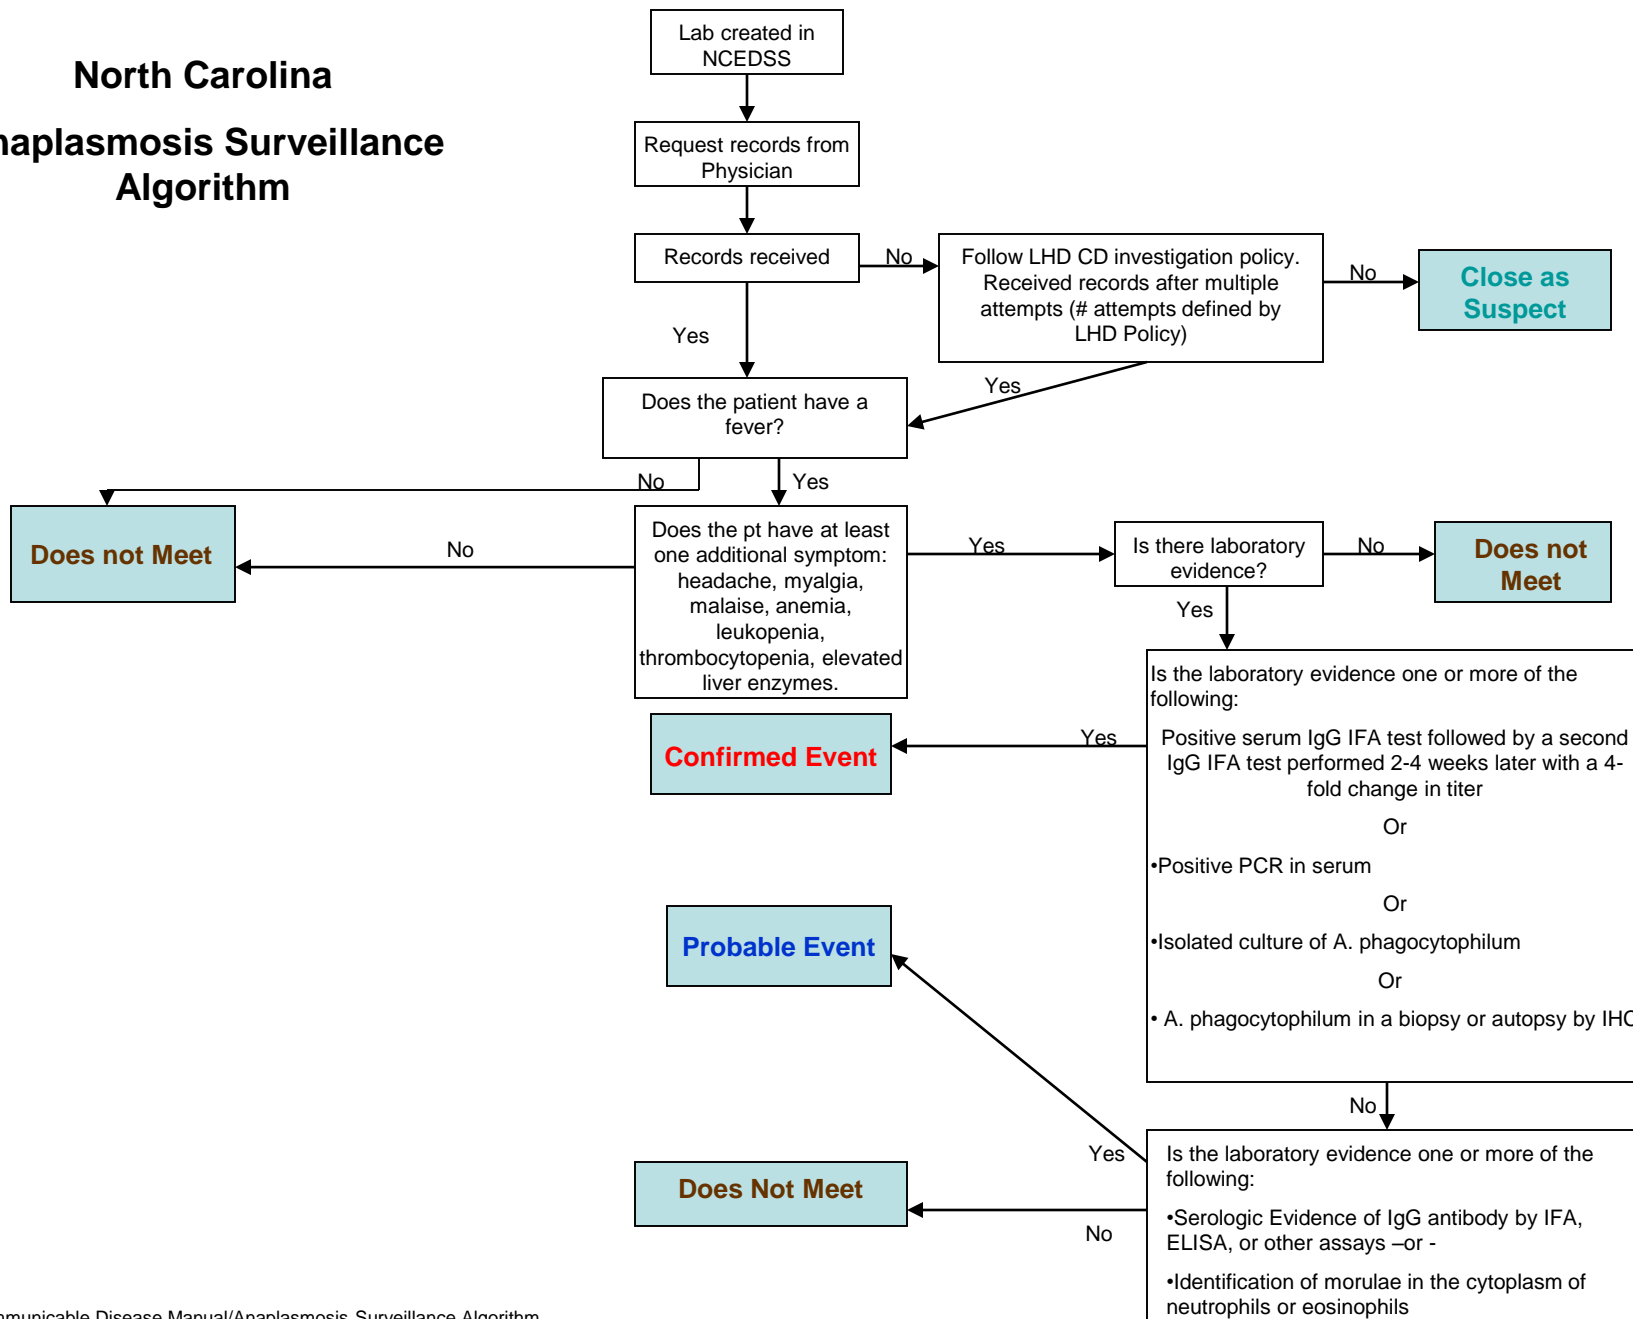 North Carolina
naplasmosis Surveillance
Algorithm
Lab created in
NCEDSS
Request records from
Physician
Records received
No
Follow LHD CD investigation policy.
Received records after multiple
attempts (# attempts defined by
LHD Policy)
No
Close as
Suspect
Yes
Yes
Does the patient have a
fever?
No
Yes
Does not Meet
No
Does the pt have at least
one additional symptom:
headache, myalgia,
malaise, anemia,
leukopenia,
thrombocytopenia, elevated
liver enzymes.
Yes
Is there laboratory
evidence?
No
Does not
Meet
Yes
Is the laboratory evidence one or more of the
following:
Positive serum IgG IFA test followed by a second
IgG IFA test performed 2-4 weeks later with a 4-
fold change in titer
Or
•Positive PCR in serum
Or
•Isolated culture of A. phagocytophilum
Or
• A. phagocytophilum in a biopsy or autopsy by IHC
Yes
Confirmed Event
Probable Event
No
Yes
Does Not Meet
No
Is the laboratory evidence one or more of the
following:
•Serologic Evidence of IgG antibody by IFA,
ELISA, or other assays –or -
•Identification of morulae in the cytoplasm of
neutrophils or eosinophils
mmunicable Disease Manual/Anaplasmosis Surveillance Algorithm